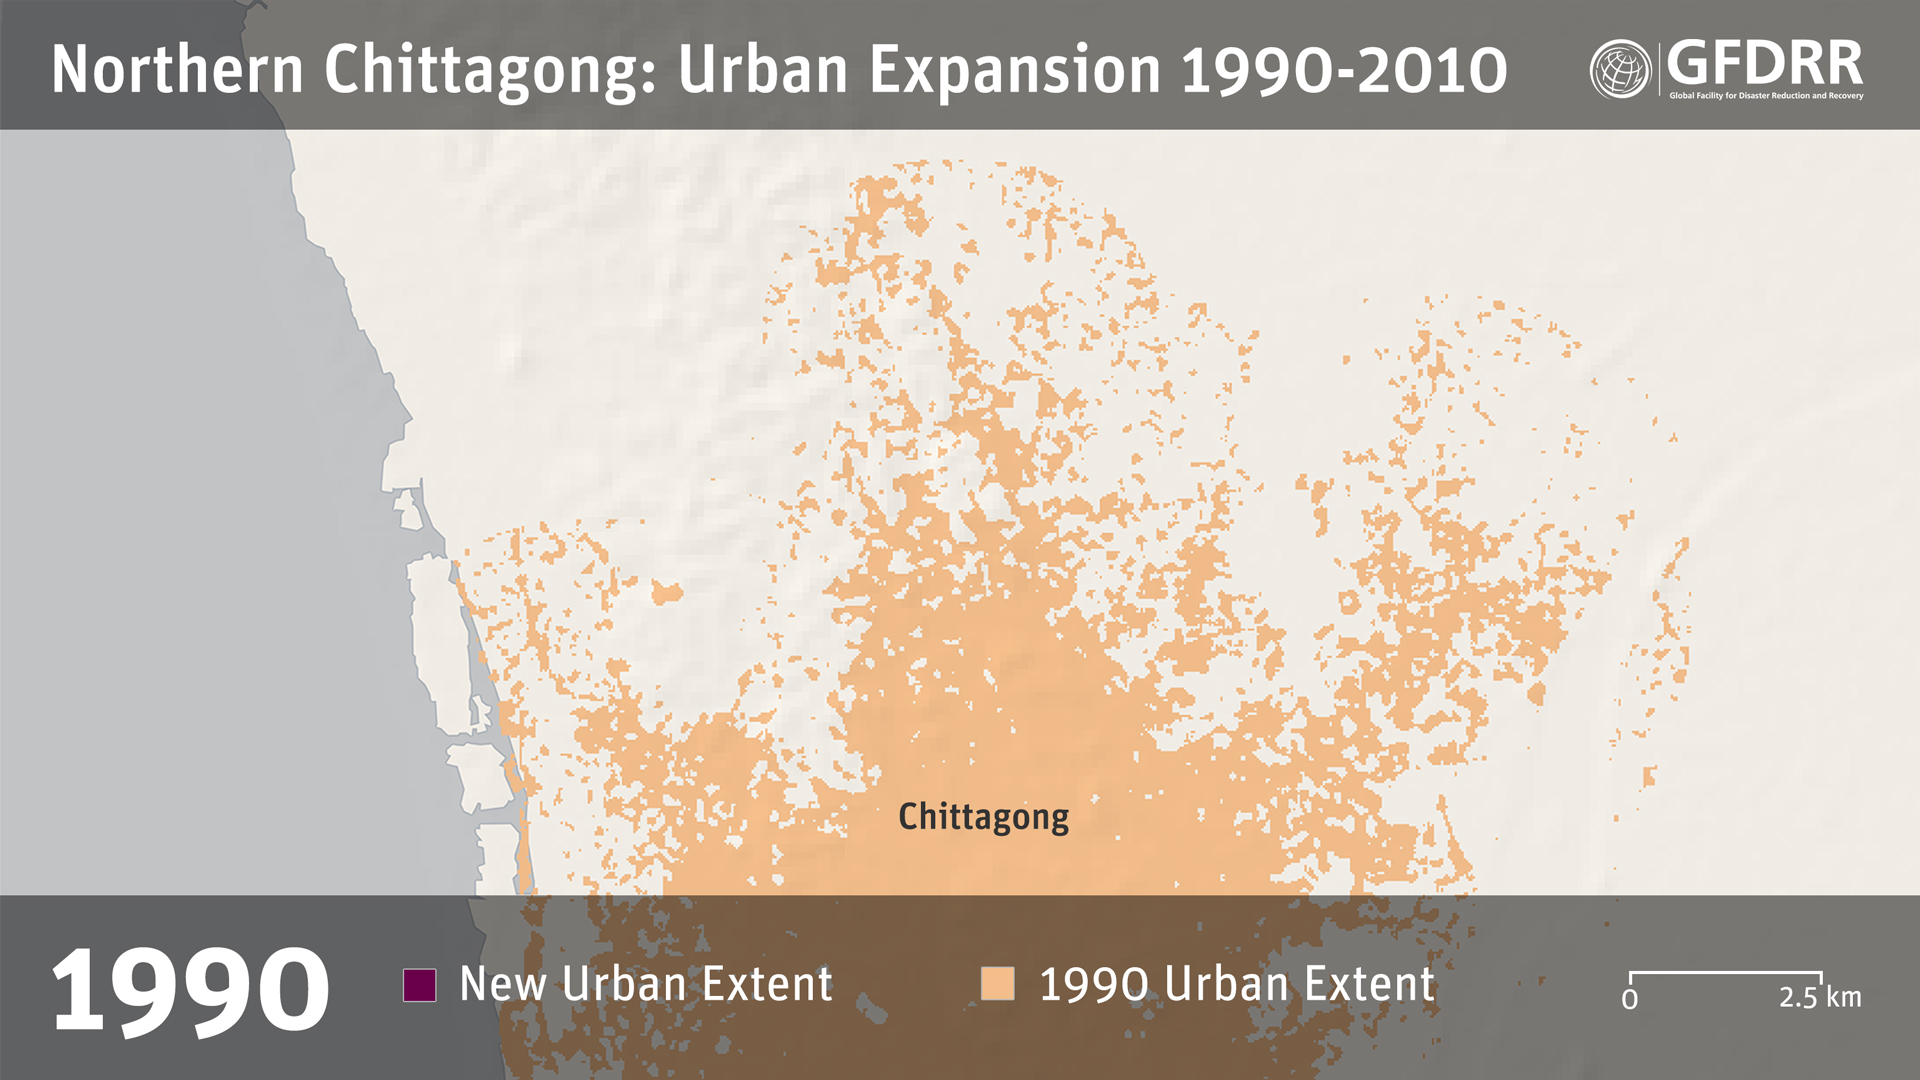 Northern Chittagong: Urban Expansion 1990-2010
GFDRR
Global Facility for Disaster Reduction and Recovery
Chittagong
1990
New Urban Extent
1990 Urban Extent
0
2.5 km